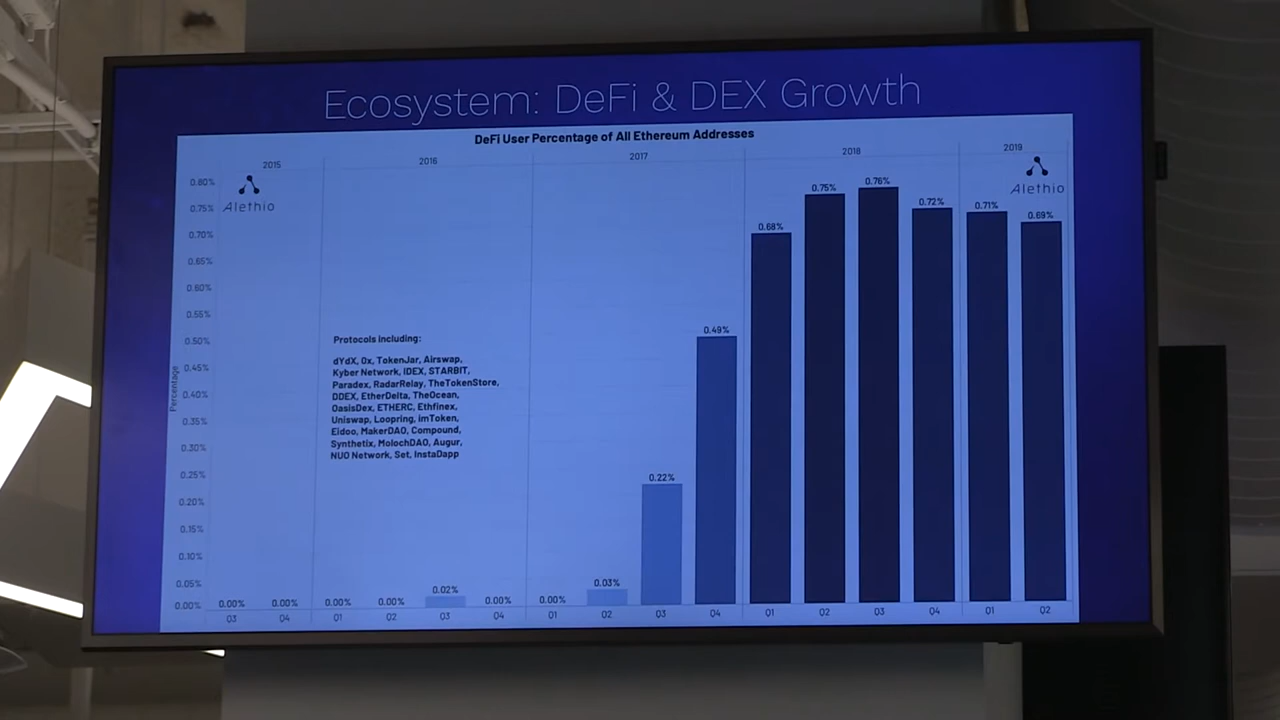 Ecosystem: DeFi & DEX Growth
DeFi User Percentage of All Ethereum Addresses
2015 2016 2017 2018 2019
Alethio
Alethio
Percentage
0.80%
0.75%
0.70%
0.65%
0.60%
0.55%
0.50%
0.45%
0.40%
0.35%
0.30%
0.25%
0.20%
0.15%
0.10%
0.05%
0.00%
Protocols including:
dYdX, 0x, TokenJar, Airswap,
Kyber Network, IDEX, STARBIT,
Paradex, RadarRelay, TheTokenStore,
DDEX, EtherDelta, TheOcean,
OasisDex, ETHERC, Ethfinex,
Uniswap, Loopring, imToken,
Eidoo, MakerDAO, Compound,
Synthetix, MolochDAO, Augur,
NUO Network, Set, InstaDapp
0.00% 0.00% 0.00% 0.00% 0.02% 0.00% 0.00% 0.03% 0.22% 0.49% 0.68% 0.75% 0.76% 0.72% 0.71% 0.69%
Q3 Q4 Q1 Q2 Q3 Q4 Q1 Q2 Q3 Q4 Q1 Q2 Q3 Q4 Q1 Q2